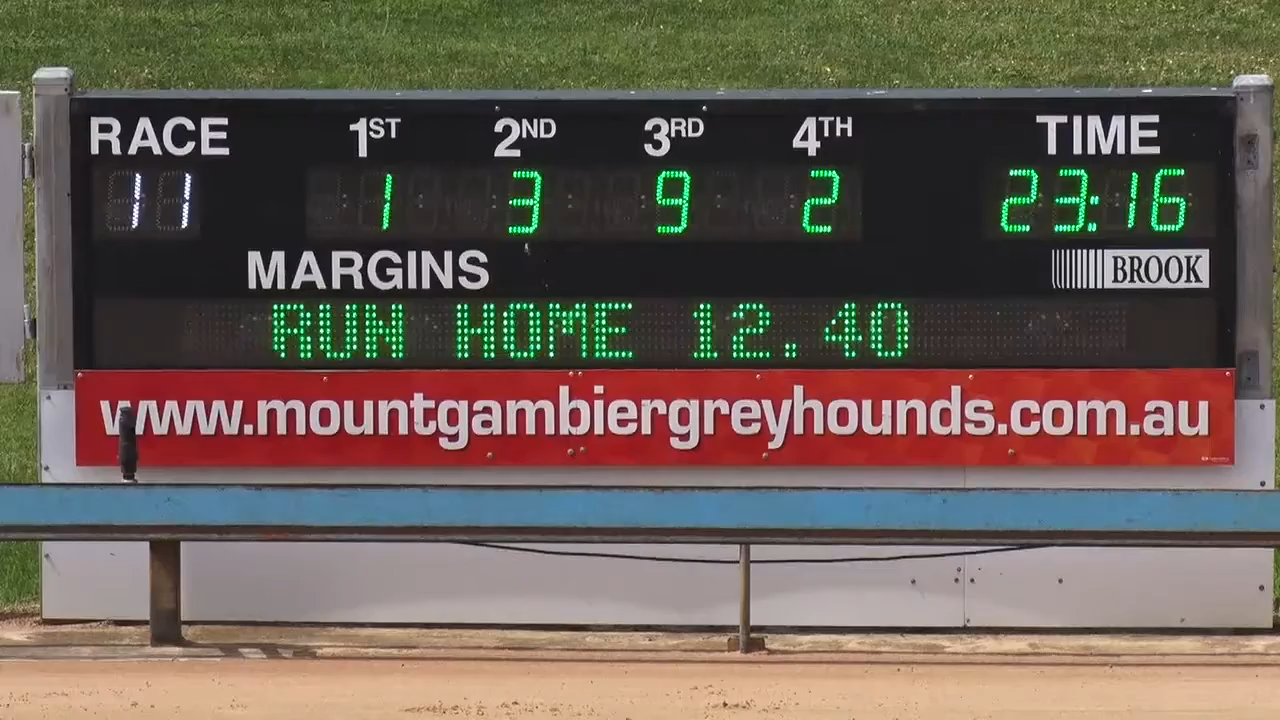 RACE 1ST 2ND 3RD 4TH TIME
11 1 3 9 2 23:16
MARGINS BROOK
RUN HOME 12.40
www.mountgambiergreyhounds.com.au